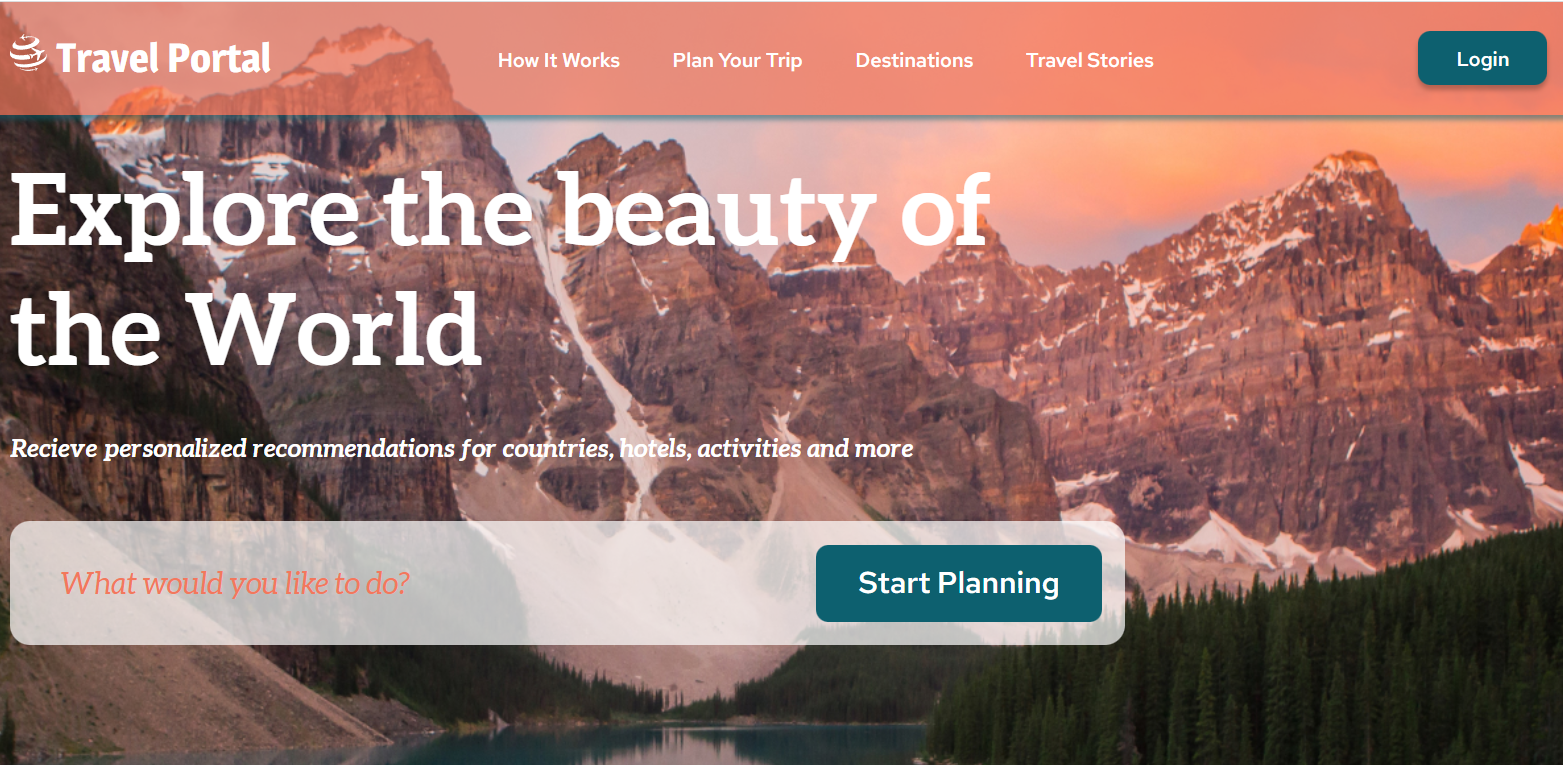 Travel Portal
How It Works
Plan Your Trip
Destinations
Travel Stories
Login
Explore the beauty of
the World
Recieve personalized recommendations for countries, hotels, activities and more
What would you like to do?
Start Planning